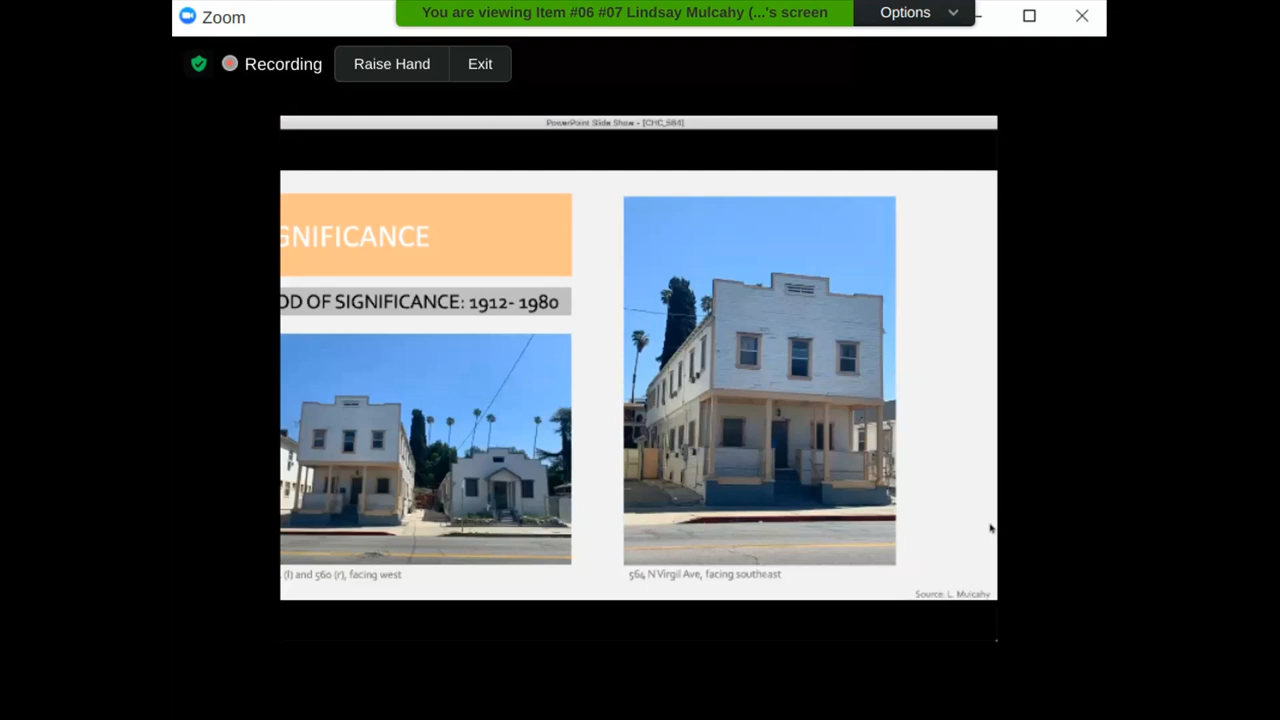 Zoom
You are viewing Item #06 #07 Lindsay Mulcahy (...'s screen
Options
Recording
Raise Hand
Exit
PowerPoint Slide Show - [CHC_564]
GNIFICANCE
OD OF SIGNIFICANCE: 1912- 1980
(l) and 560 (r), facing west
564 N Virgil Ave, facing southeast
Source: L. Mulcahy